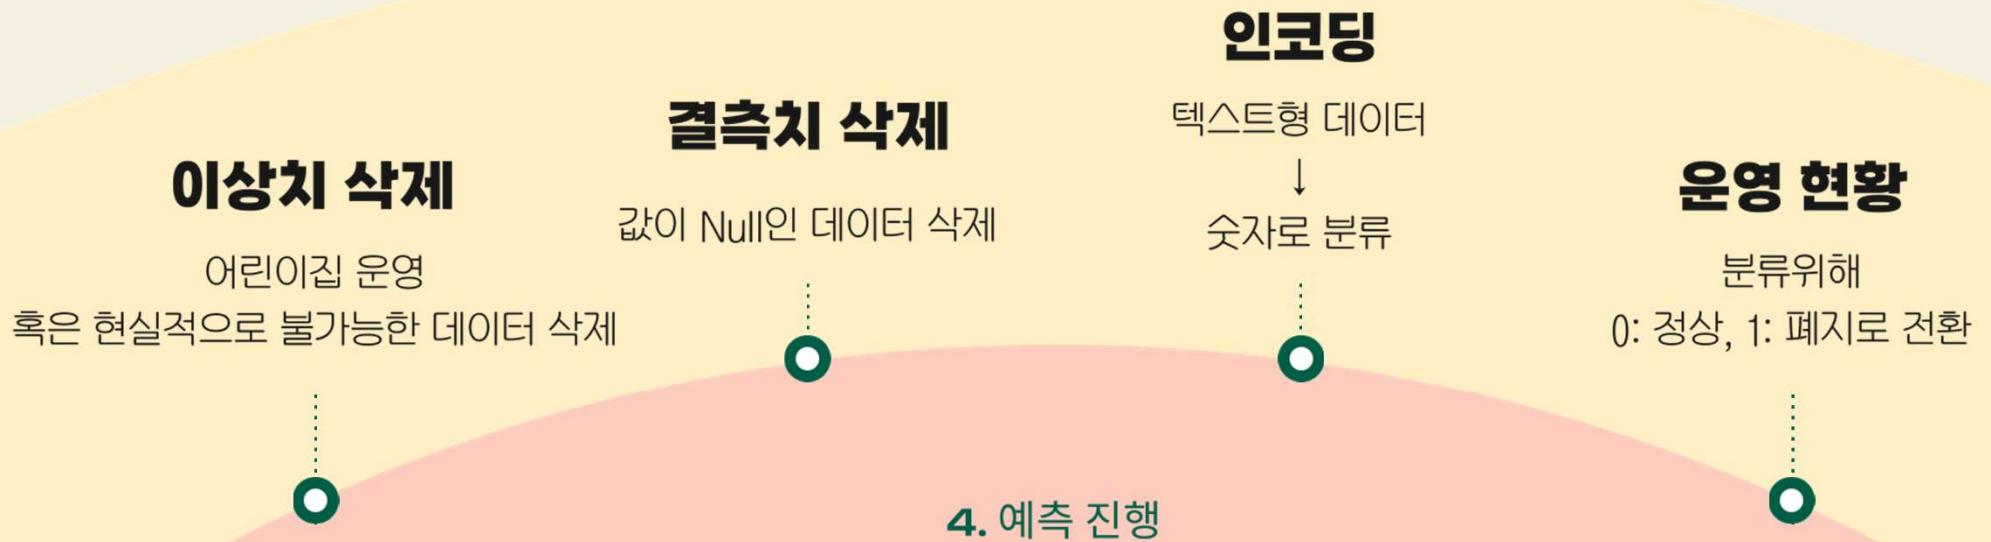 이상치 삭제
어린이집 운영
혹은 현실적으로 불가능한 데이터 삭제
결측치 삭제
값이 Null인 데이터 삭제
인코딩
텍스트형 데이터
↓
숫자로 분류
운영 현황
분류위해
0: 정상, 1: 폐지로 전환
4. 예측 진행